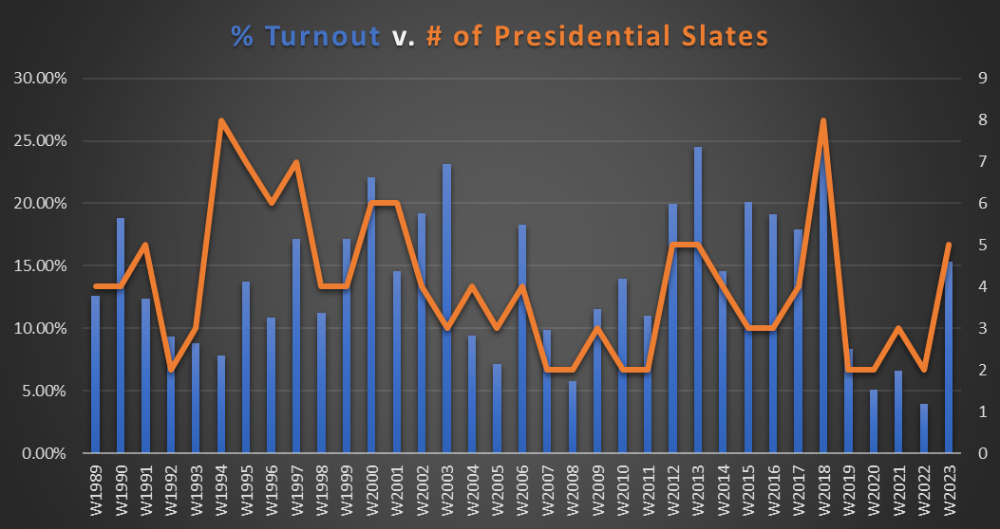 % Turnout v. # of Presidential Slates
30.00%
25.00%
20.00%
15.00%
10.00%
5.00%
0.00%
9
8
7
6
5
4
3
2
1
0
W1989
W1990
W1991
W1992
W1993
W1994
W1995
W1996
W1997
W1998
W1999
W2000
W2001
W2002
W2003
W2004
W2005
W2006
W2007
W2008
W2009
W2010
W2011
W2012
W2013
W2014
W2015
W2016
W2017
W2018
W2019
W2020
W2021
W2022
W2023